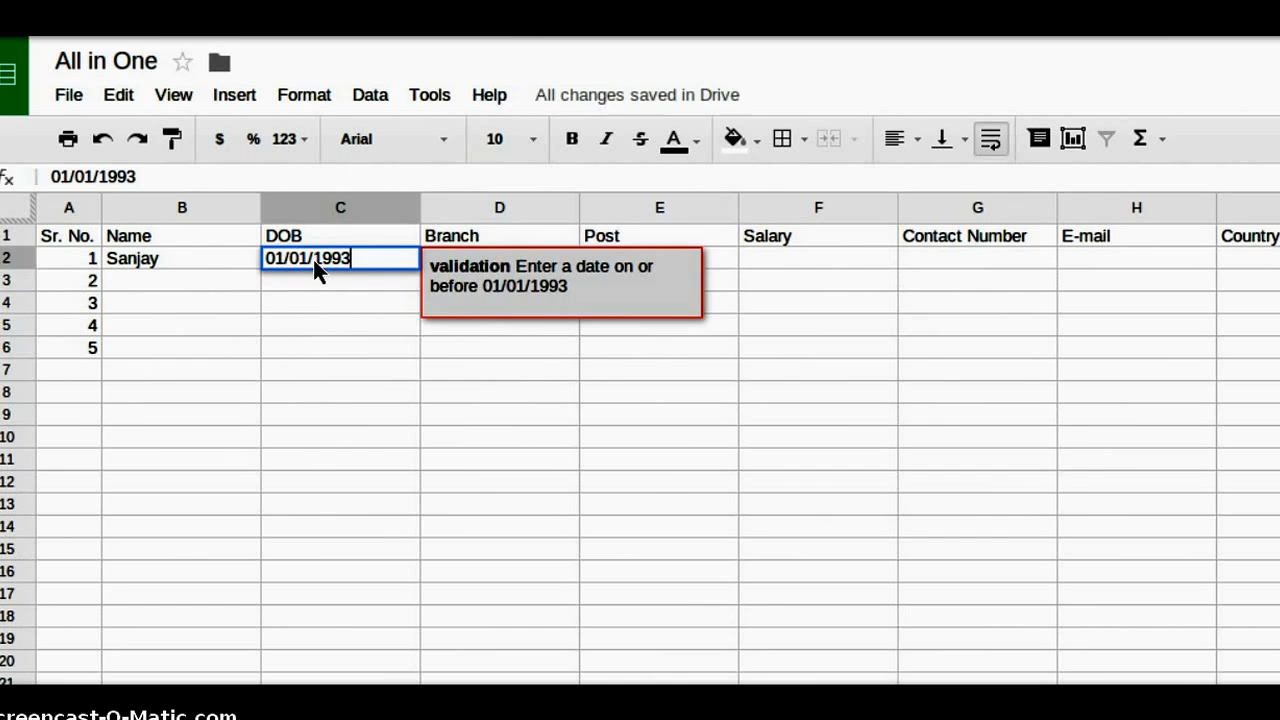 All in One
File Edit View Insert Format Data Tools Help All changes saved in Drive
$ % 123 Arial 10 B I S A Σ
fx 01/01/1993
A B C D E F G H
1 Sr. No. Name DOB Branch Post Salary Contact Number E-mail Country
2 1 Sanjay 01/01/1993
validation Enter a date on or
before 01/01/1993
3 2
4 3
5 4
6 5
7
8
9
10
11
12
13
14
15
16
17
18
19
20
21
creencast-O-Matic.com